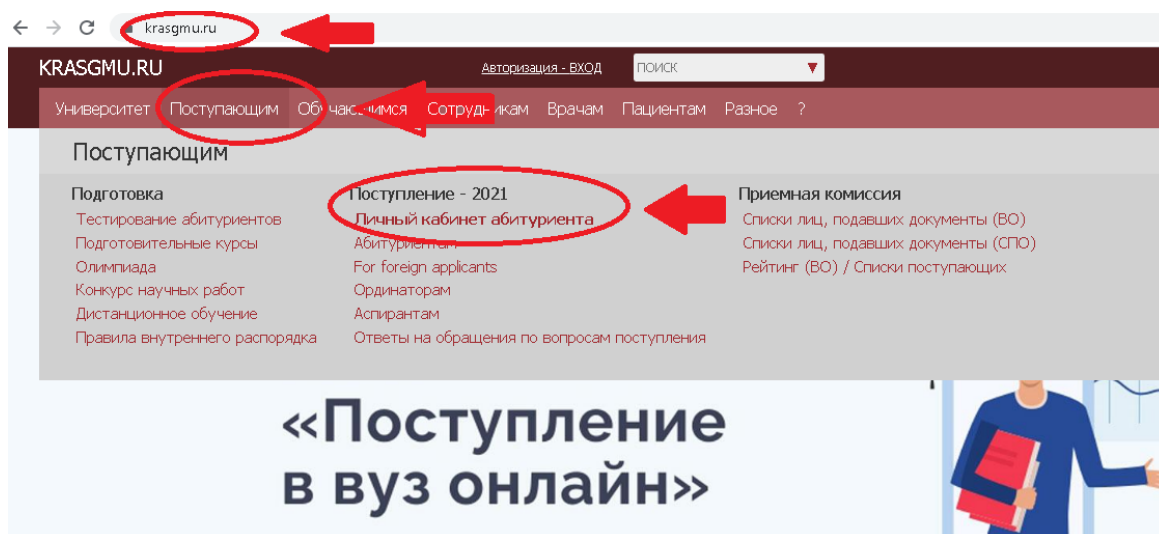 krasgmu.ru
KRASGMU.RU
Авторизация - ВХОД
ПОИСК
Университет Поступающим Обучающимся Сотрудникам Врачам Пациентам Разное ?
Поступающим
Подготовка
Тестирование абитуриентов
Подготовительные курсы
Олимпиада
Конкурс научных работ
Дистанционное обучение
Правила внутреннего распорядка
Поступление - 2021
Личный кабинет абитуриента
Абитуриентам
For foreign applicants
Ординаторам
Аспирантам
Ответы на обращения по вопросам поступления
Приемная комиссия
Списки лиц, подавших документы (ВО)
Списки лиц, подавших документы (СПО)
Рейтинг (ВО) / Списки поступающих
«Поступление
в вуз онлайн»